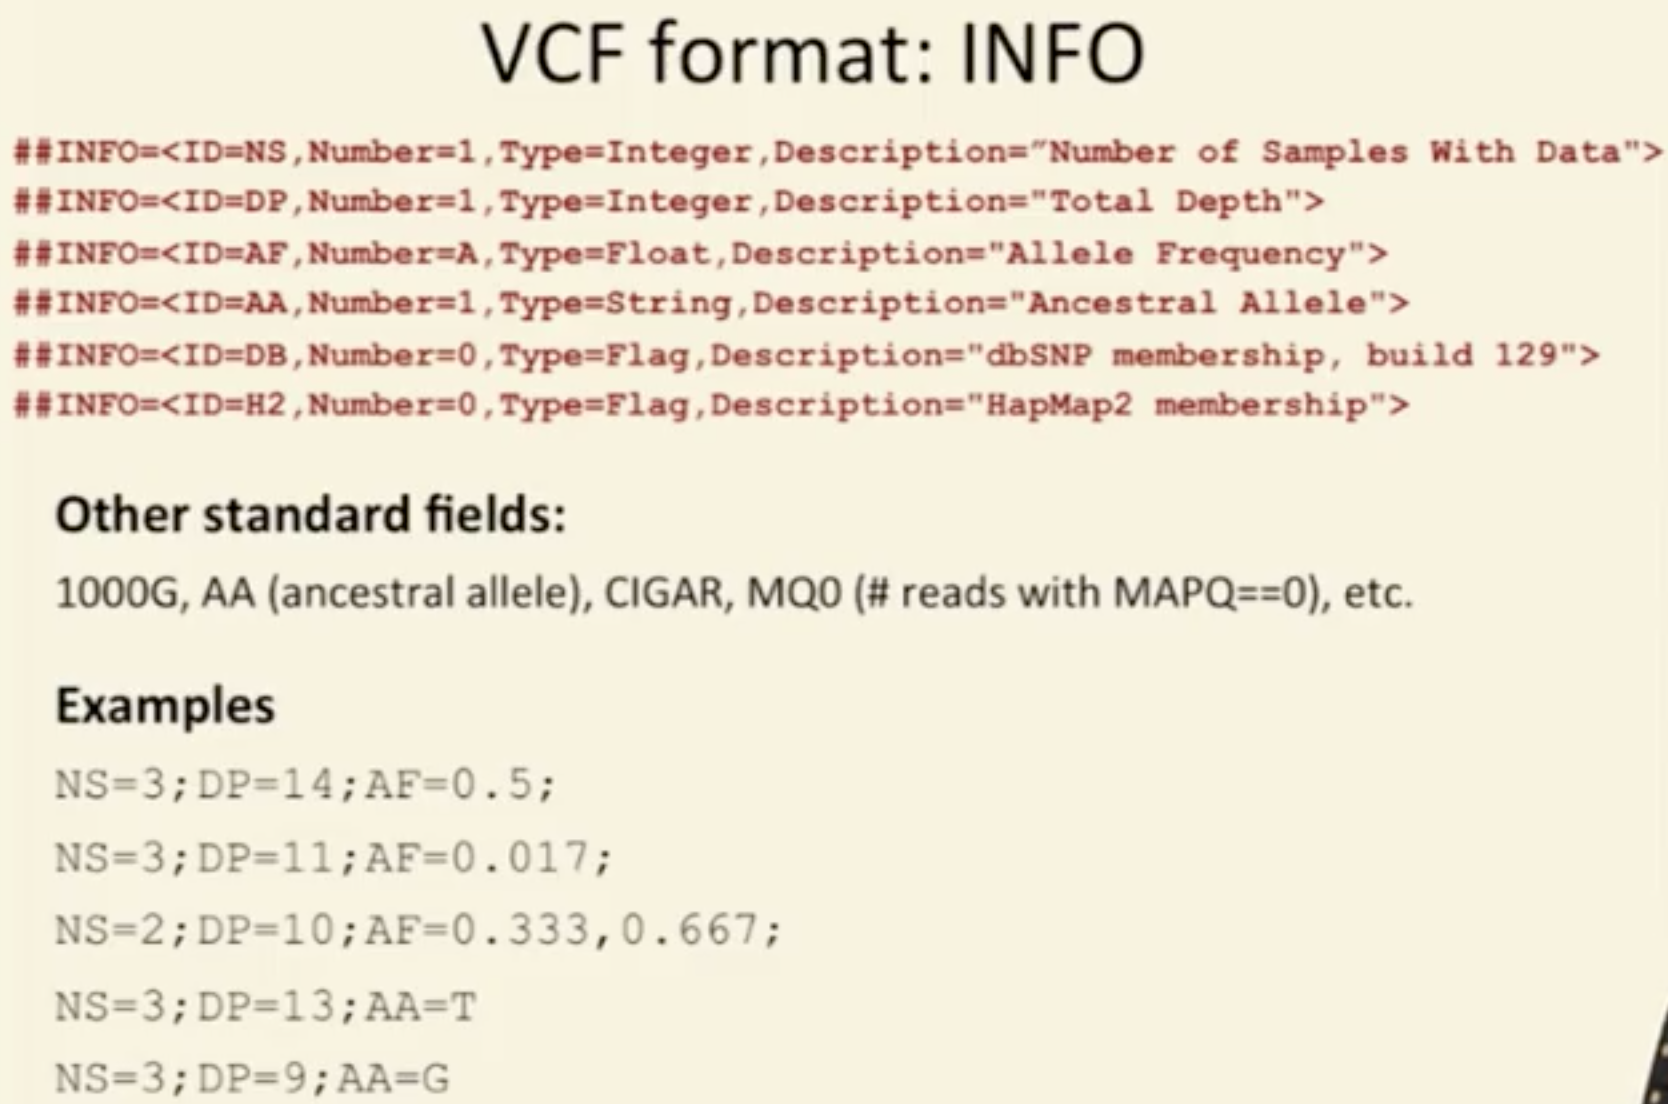 VCF format: INFO
##INFO=<ID=NS,Number=1,Type=Integer,Description=”Number of Samples With Data">
##INFO=<ID=DP,Number=1,Type=Integer,Description="Total Depth">
##INFO=<ID=AF,Number=A,Type=Float,Description="Allele Frequency">
##INFO=<ID=AA,Number=1,Type=String,Description="Ancestral Allele">
##INFO=<ID=DB,Number=0,Type=Flag,Description="dbSNP membership, build 129">
##INFO=<ID=H2,Number=0,Type=Flag,Description="HapMap2 membership">
Other standard fields:
1000G, AA (ancestral allele), CIGAR, MQ0 (# reads with MAPQ==0), etc.
Examples
NS=3;DP=14;AF=0.5;
NS=3;DP=11;AF=0.017;
NS=2;DP=10;AF=0.333,0.667;
NS=3;DP=13;AA=T
NS=3;DP=9;AA=G